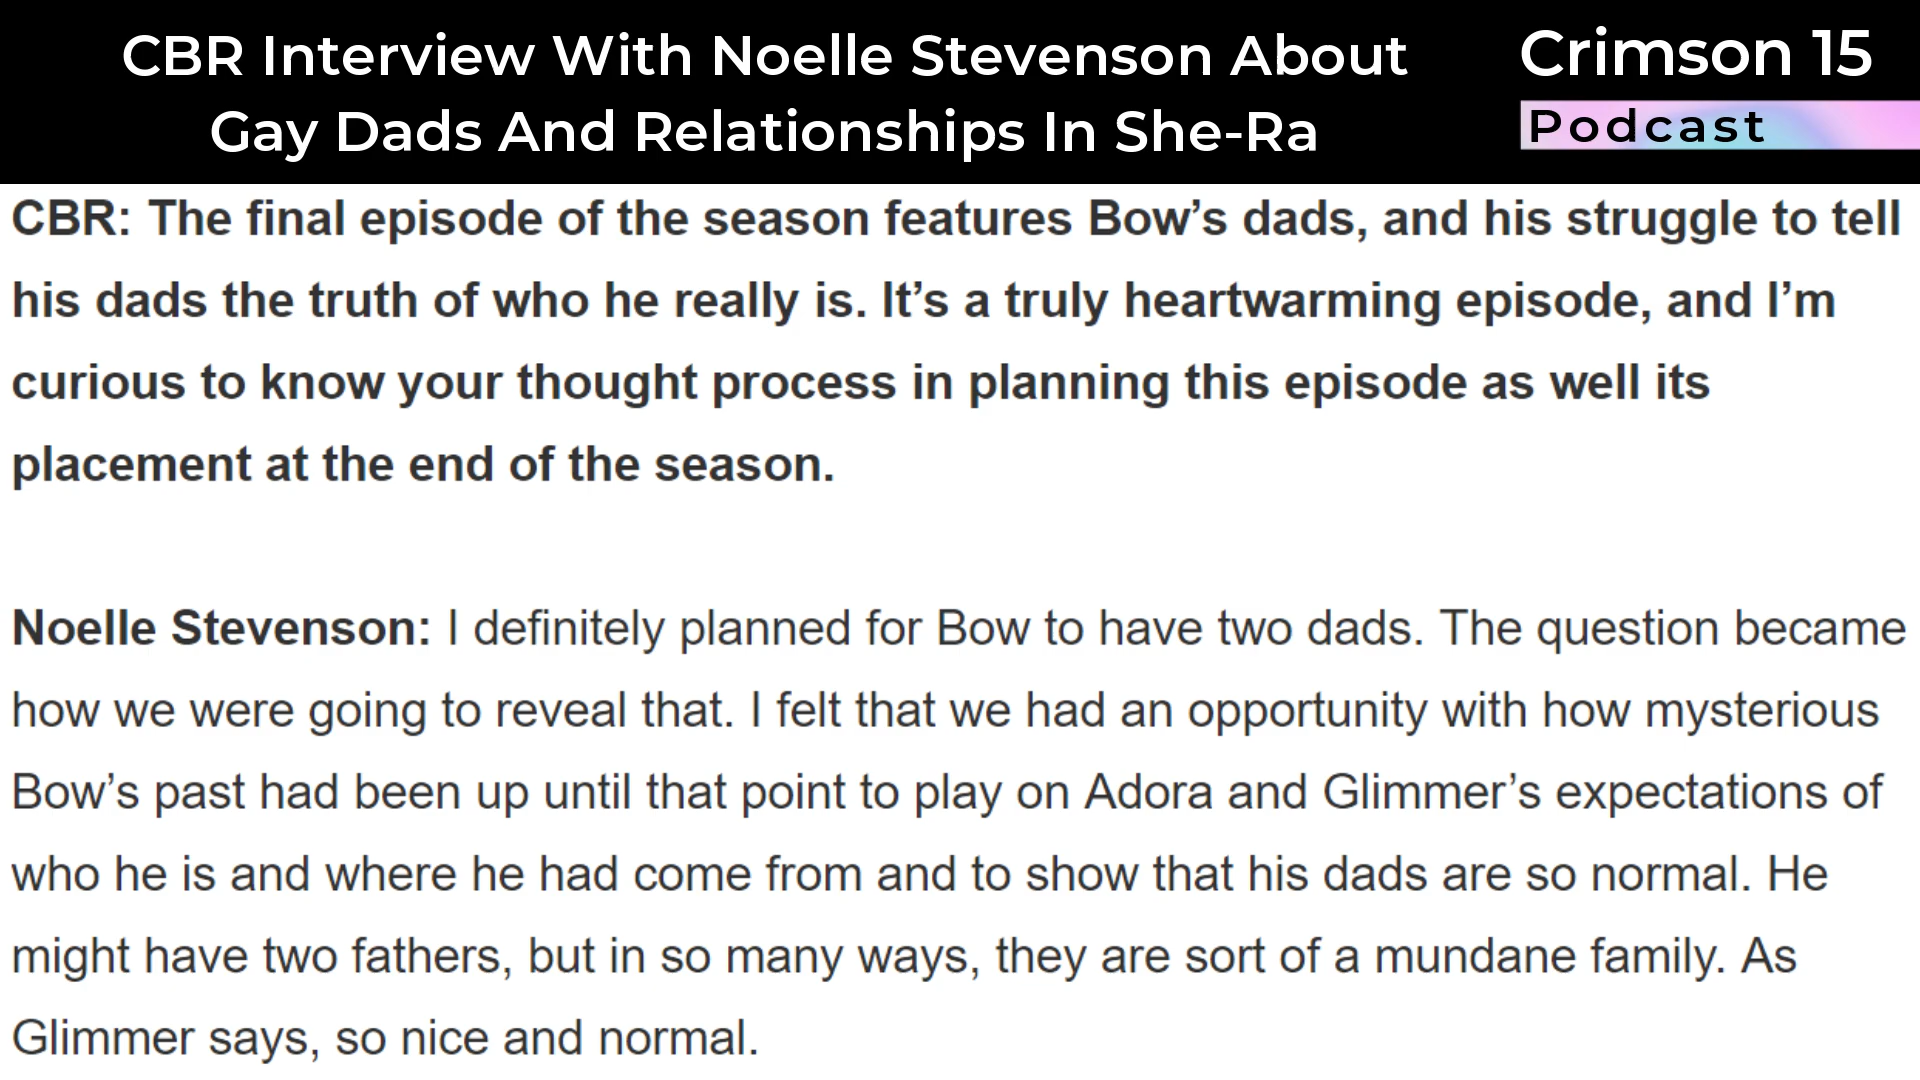 CBR Interview With Noelle Stevenson About
Gay Dads And Relationships In She-Ra
Crimson 15
Podcast
CBR: The final episode of the season features Bow’s dads, and his struggle to tell
his dads the truth of who he really is. It’s a truly heartwarming episode, and I’m
curious to know your thought process in planning this episode as well its
placement at the end of the season.
Noelle Stevenson: I definitely planned for Bow to have two dads. The question became
how we were going to reveal that. I felt that we had an opportunity with how mysterious
Bow’s past had been up until that point to play on Adora and Glimmer’s expectations of
who he is and where he had come from and to show that his dads are so normal. He
might have two fathers, but in so many ways, they are sort of a mundane family. As
Glimmer says, so nice and normal.